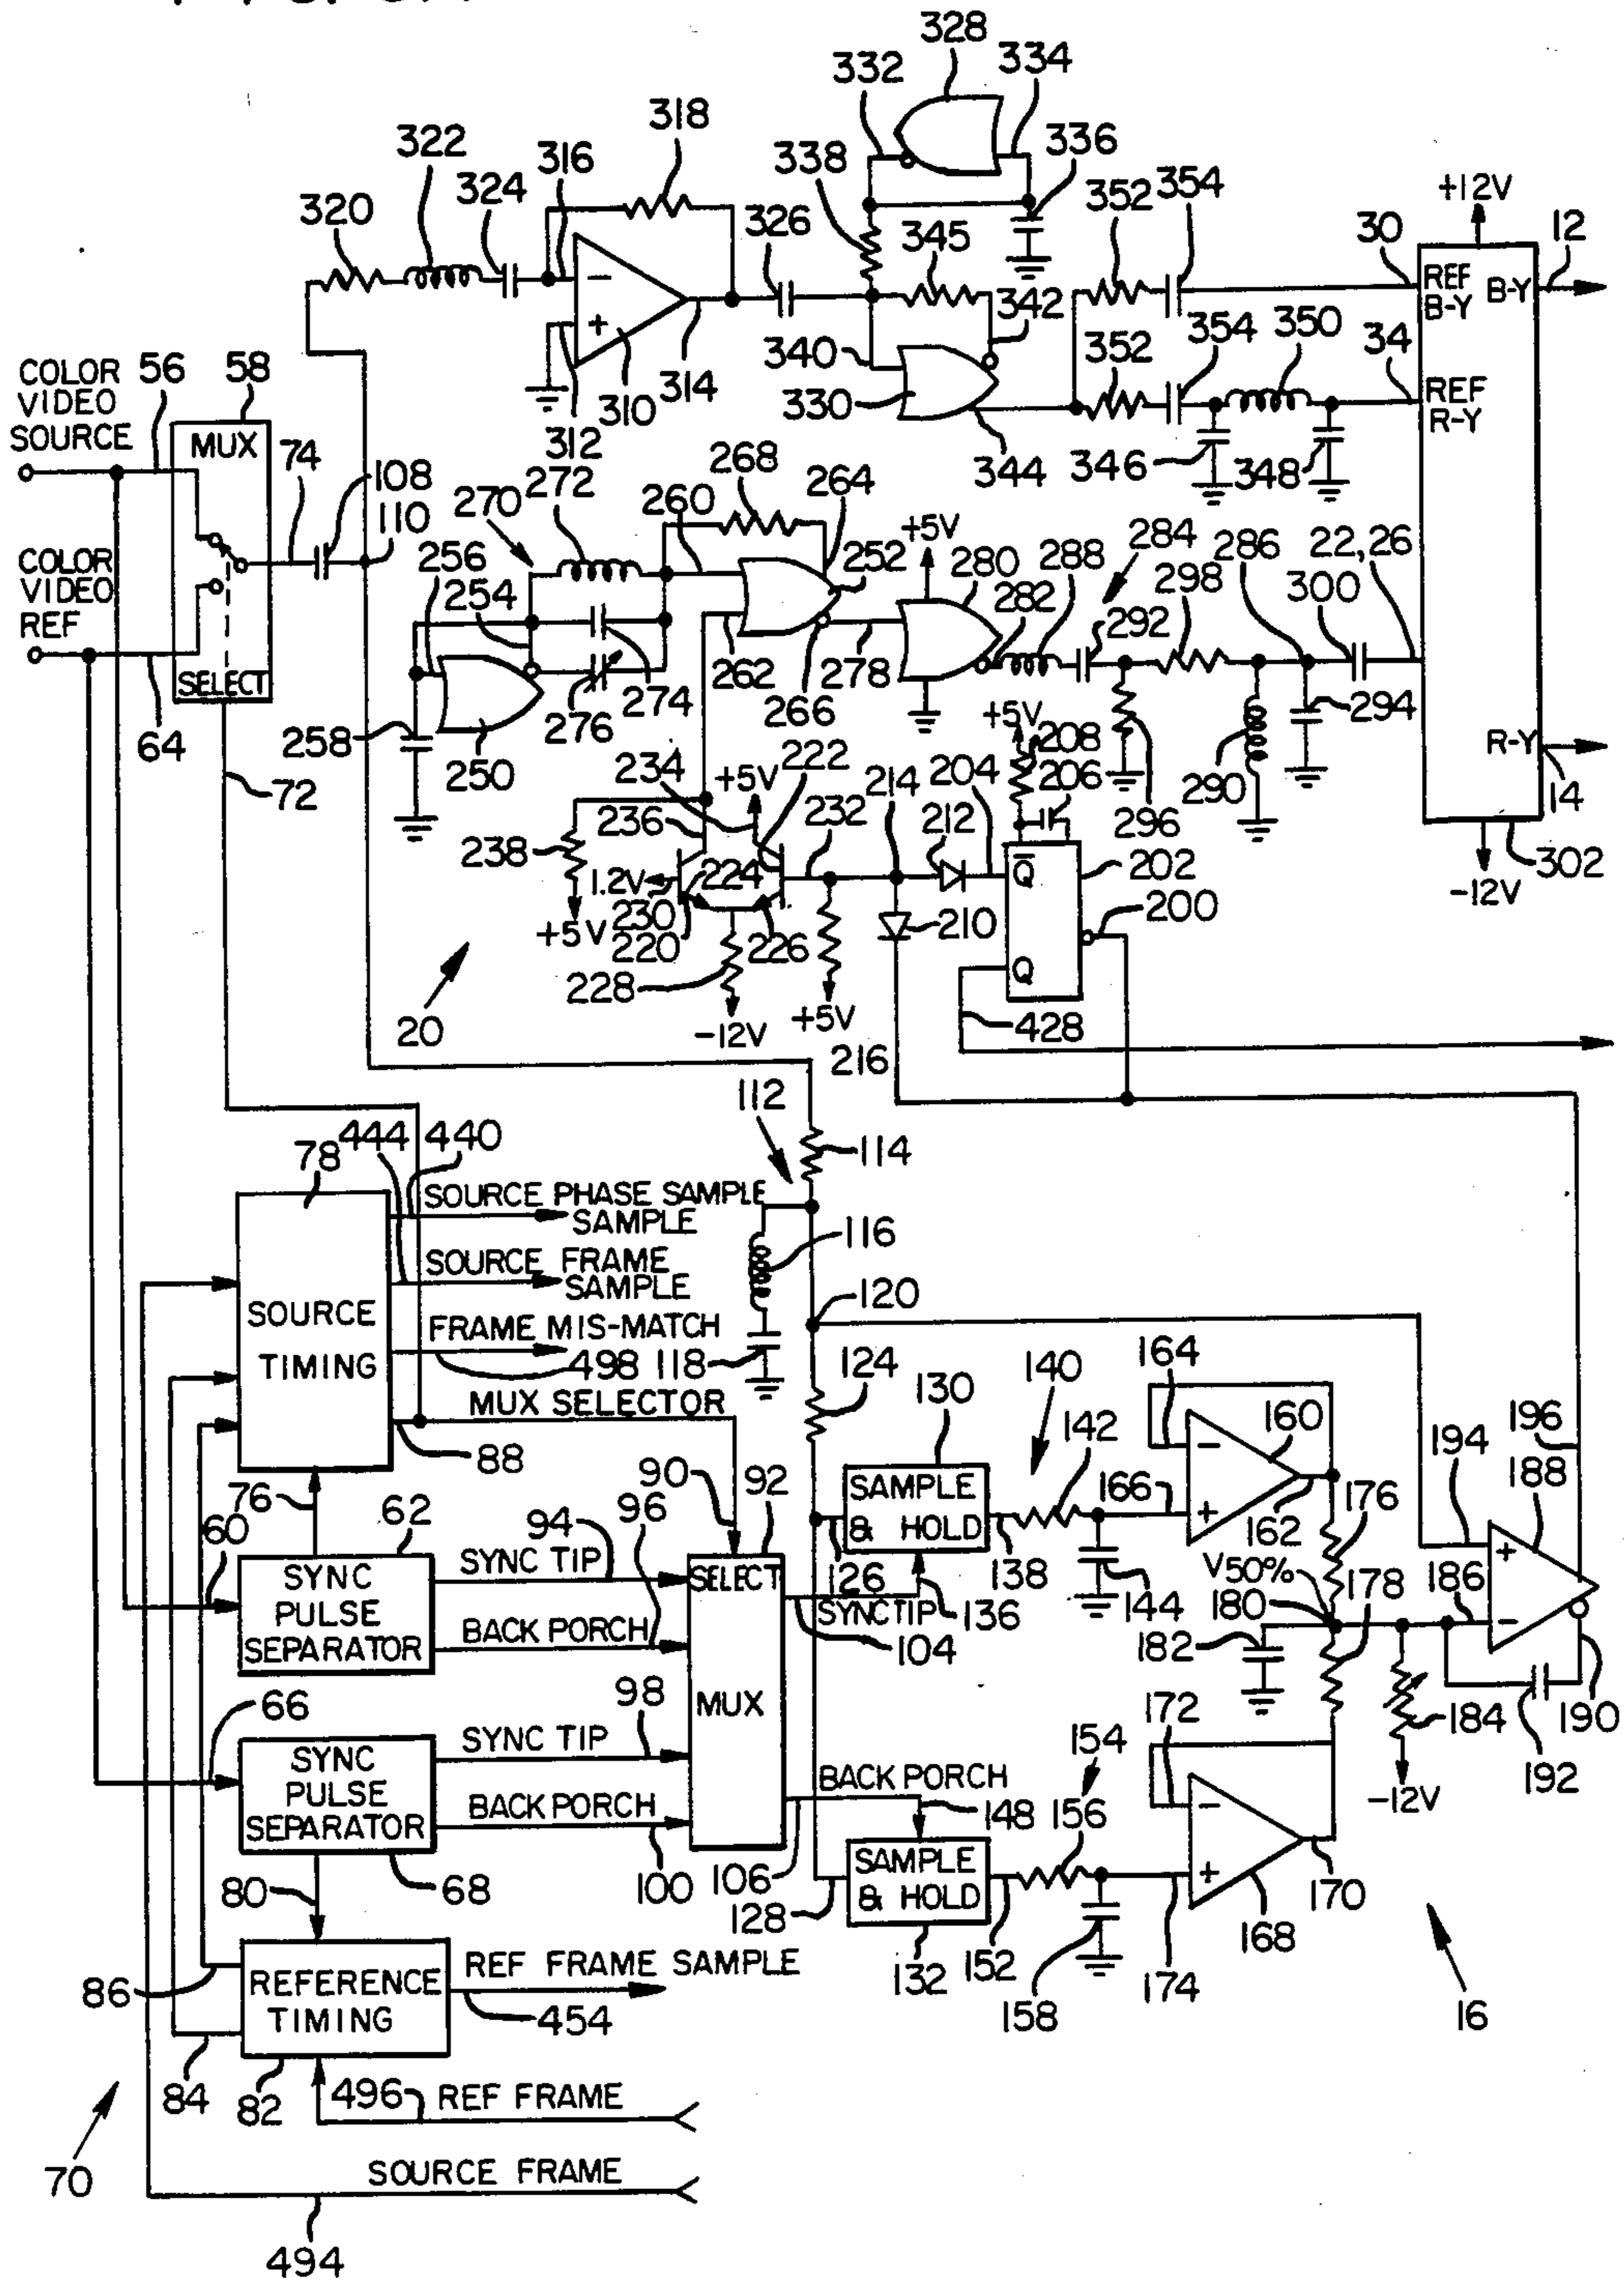 328
332
334
318
322
316
338
336
320
324
326
345
352
354
+12V
30
12
REF
B-Y
B-Y
342
COLOR
VIDEO
SOURCE
56
58
340
352
354
350
34
330
314
310
312
REF
R-Y
MUX
74
108
110
272
268
264
344
346
348
270
260
+5V
284
286
22,26
256
252
280
288
298
300
COLOR
VIDEO
REF
254
282
292
262
278
SELECT
274
266
+5V
294
64
258
276
208
R-Y
250
234
222
214
204
206
290
72
+5V
296
14
236
232
212
238
202
302
1.2V
224
Q̄
-12V
230
210
200
+5V
220
226
Q
228
20
-12V
+5V
428
216
112
444
440
78
114
SOURCE PHASE SAMPLE
SAMPLE
116
SOURCE FRAME
SAMPLE
120
SOURCE
TIMING
FRAME MIS-MATCH
498
118
124
164
MUX SELECTOR
130
140
160
196
88
142
194
188
90
92
76
SAMPLE
& HOLD
166
60
62
94
96
162
176
SYNC TIP
SELECT
126
138
V50%
186
178
SYNC
PULSE
SEPARATOR
SYNC TIP
136
144
180
BACK PORCH
104
182
98
MUX
66
184
190
SYNC TIP
172
192
SYNC
PULSE
SEPARATOR
154
BACK PORCH
-12V
BACK PORCH
148
156
80
68
100
106
SAMPLE
& HOLD
128
170
168
REF FRAME SAMPLE
132
152
86
REFERENCE
TIMING
174
454
158
16
84
82
496
REF FRAME
70
SOURCE FRAME
494